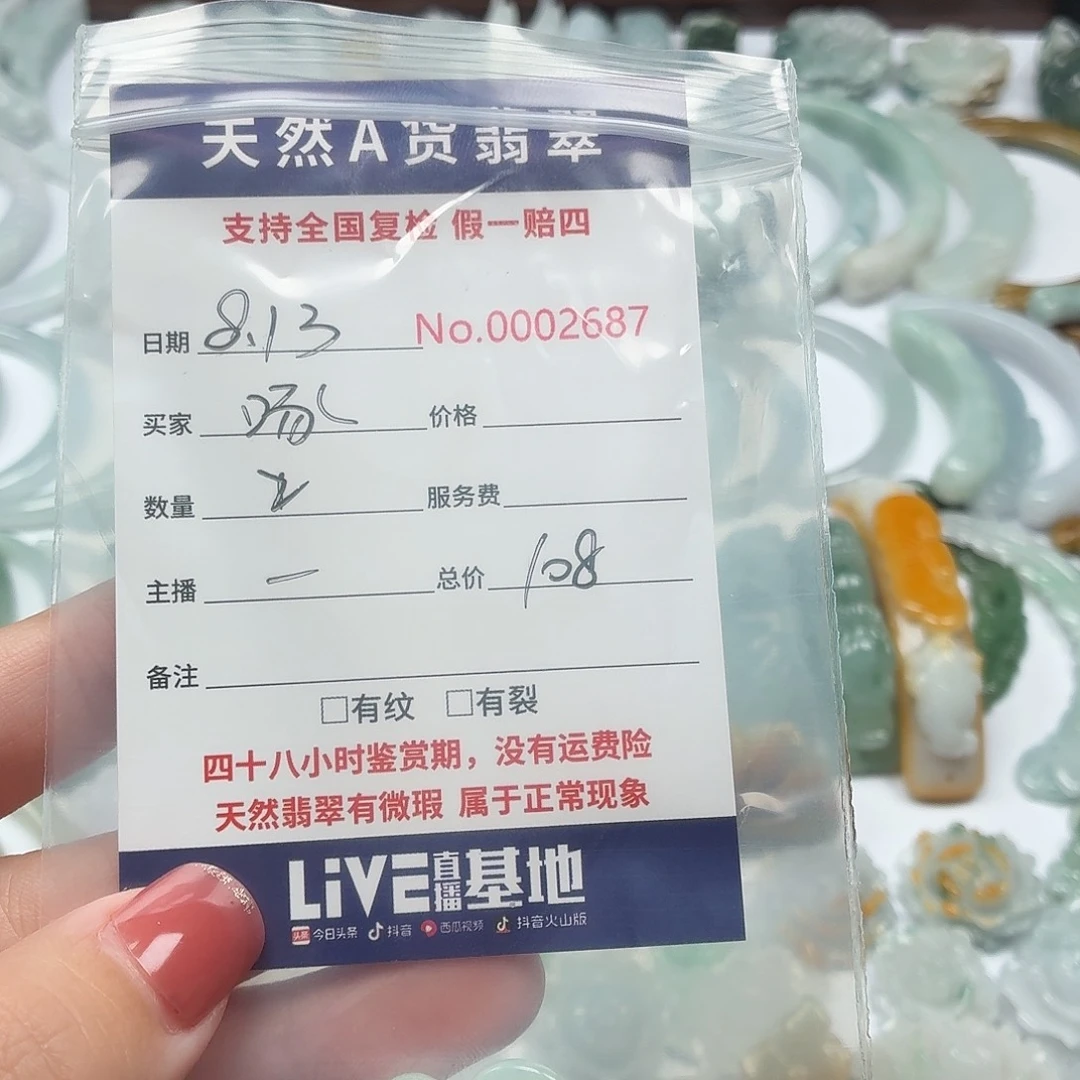 天然A货翡翠
支持全国复检 假一赔四
日期 8.13 No.0002687
买家 价格
数量 服务费
主播 一 总价 108
备注
□有纹 □有裂
四十八小时鉴赏期，没有运费险
天然翡翠有微瑕 属于正常现象
LiVE直播基地
头条 今日头条 抖音 西瓜视频 抖音火山版